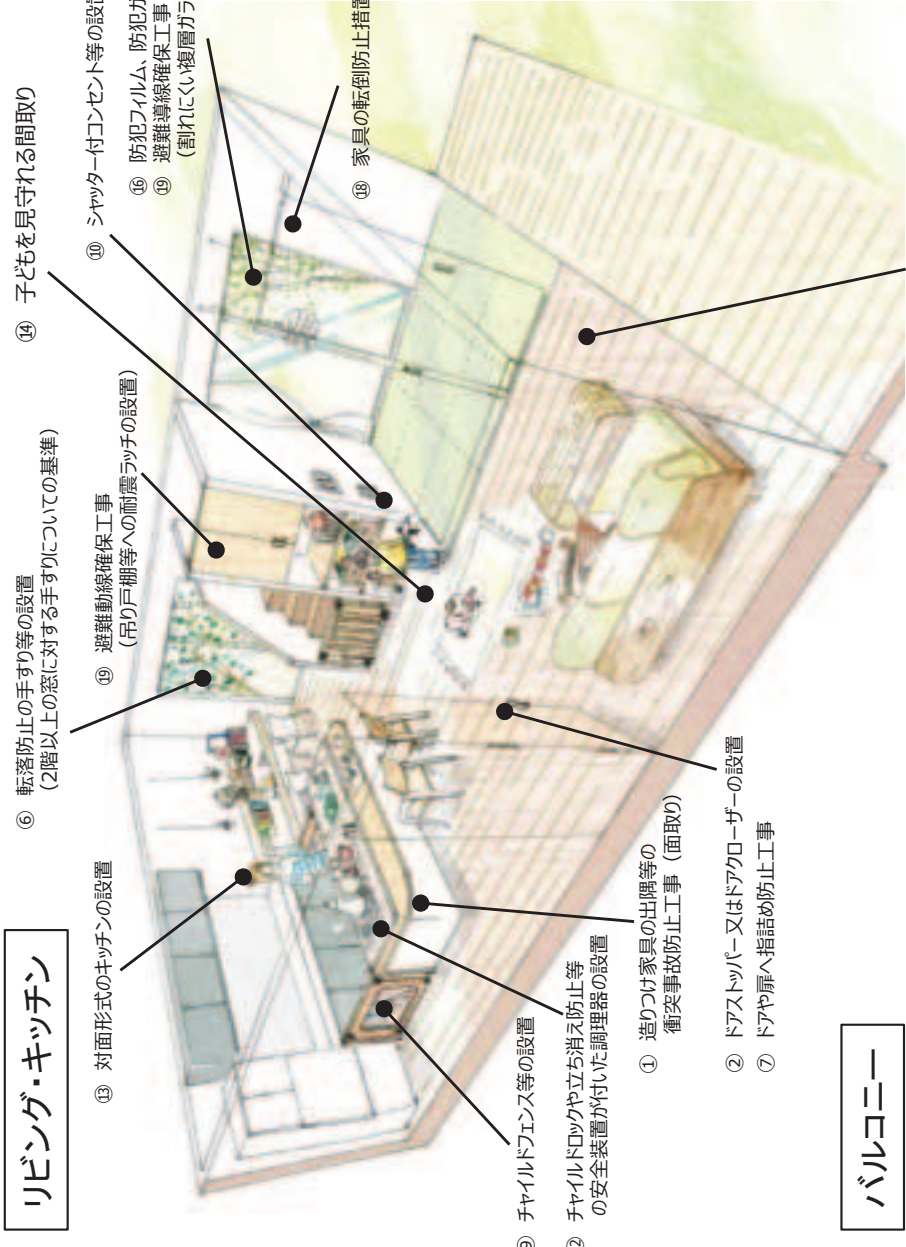 リビング・キッチン
⑥ 転落防止の手すり等の設置
(2階以上の窓に対する手すりについての基準)
⑭ 子どもを見守れる間取り
⑬ 対面形式のキッチンの設置
⑲ 避難動線確保工事
(吊り戸棚等への耐震ラッチの設置)
⑩ シャッター付コンセント等の設置
⑯ 防犯フィルム、防犯ガ
⑲ 避難導線確保工事
(割れにくい複層ガラ
⑱ 家具の転倒防止措置
チャイルドフェンス等の設置
チャイルドロックや立ち消え防止等
の安全装置が付いた調理器の設置
① 造りつけ家具の出隅等の
衝突事故防止工事（面取り）
② ドアストッパー又はドアクローザーの設置
⑦ ドアや扉へ指詰め防止工事
バルコニー